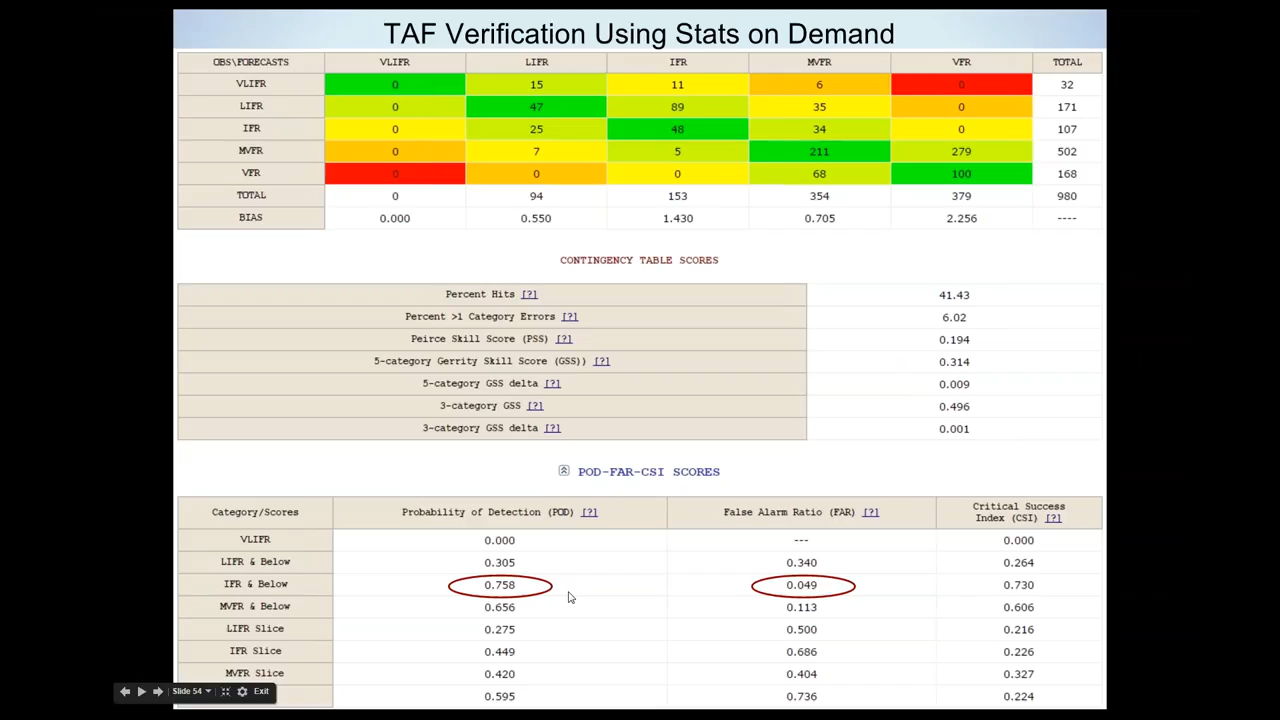 TAF Verification Using Stats on Demand
OBS\FORECASTS VLIFR LIFR IFR MVFR VFR TOTAL
VLIFR 0 15 11 6 0 32
LIFR 0 47 89 35 0 171
IFR 0 25 48 34 0 107
MVFR 0 7 5 211 279 502
VFR 0 0 0 68 100 168
TOTAL 0 94 153 354 379 980
BIAS 0.000 0.550 1.430 0.705 2.256 ----
CONTINGENCY TABLE SCORES
Percent Hits [?] 41.43
Percent >1 Category Errors [?] 6.02
Peirce Skill Score (PSS) [?] 0.194
5-category Gerrity Skill Score (GSS)) [?] 0.314
5-category GSS delta [?] 0.009
3-category GSS [?] 0.496
3-category GSS delta [?] 0.001
POD-FAR-CSI SCORES
Category/Scores Probability of Detection (POD) [?] False Alarm Ratio (FAR) [?] Critical Success
Index (CSI) [?]
VLIFR 0.000 --- 0.000
LIFR & Below 0.305 0.340 0.264
IFR & Below 0.758 0.049 0.730
MVFR & Below 0.656 0.113 0.606
LIFR Slice 0.275 0.500 0.216
IFR Slice 0.449 0.686 0.226
MVFR Slice 0.420 0.404 0.327
0.595 0.736 0.224
Slide 54 Exit